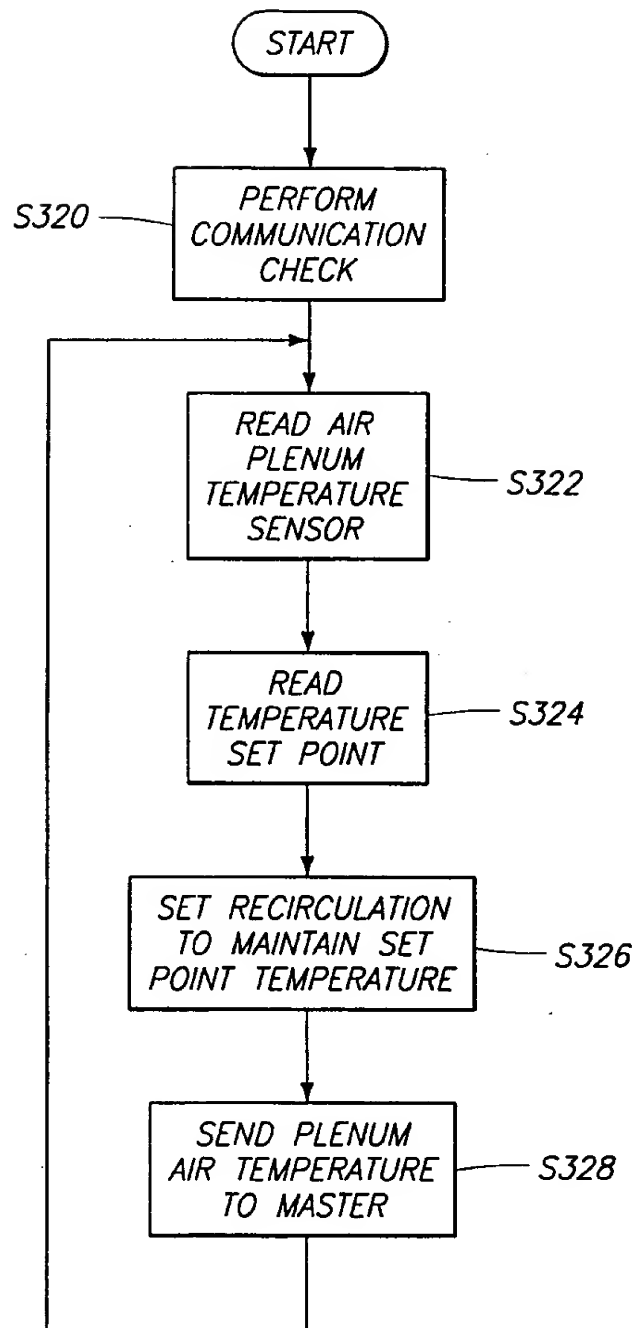 START
S320
PERFORM
COMMUNICATION
CHECK
READ AIR
PLENUM
TEMPERATURE
SENSOR
S322
READ
TEMPERATURE
SET POINT
S324
SET RECIRCULATION
TO MAINTAIN SET
POINT TEMPERATURE
S326
SEND PLENUM
AIR TEMPERATURE
TO MASTER
S328